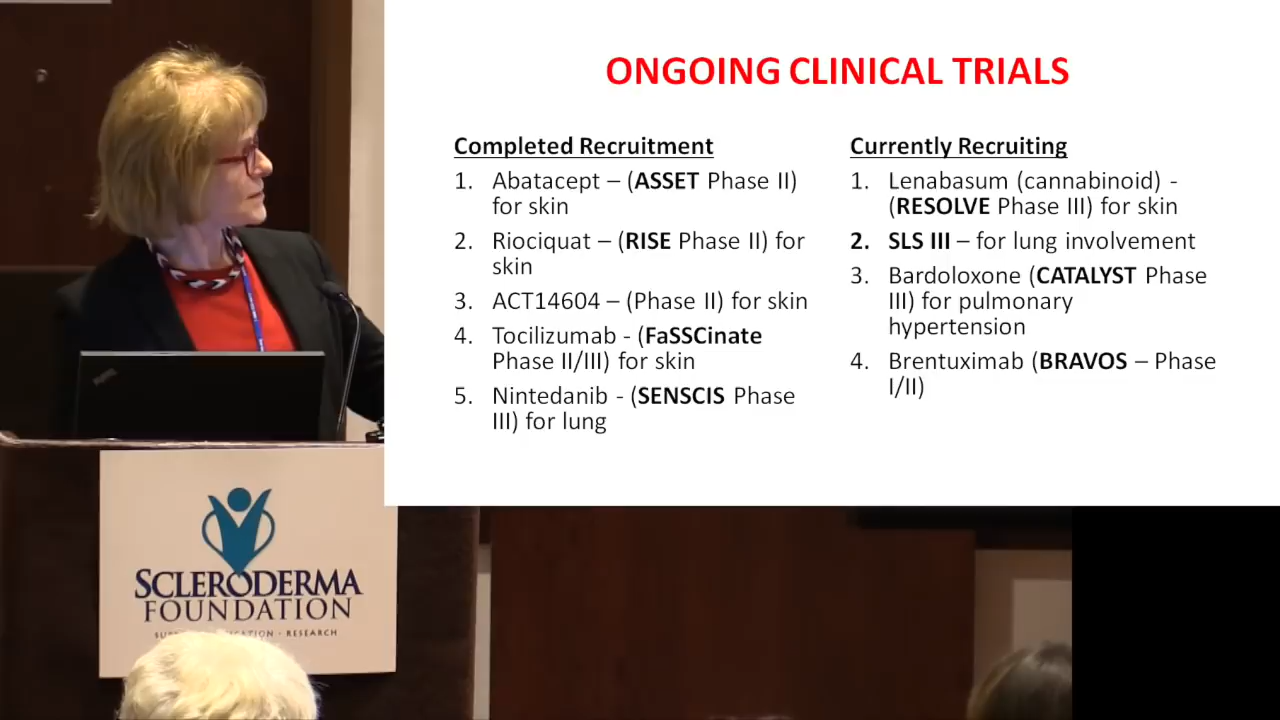 ONGOING CLINICAL TRIALS
Completed Recruitment
1. Abatacept – (ASSET Phase II)
for skin
2. Riociquat – (RISE Phase II) for
skin
3. ACT14604 – (Phase II) for skin
4. Tocilizumab - (FaSSCinate
Phase II/III) for skin
5. Nintedanib - (SENSCIS Phase
III) for lung
Currently Recruiting
1. Lenabasum (cannabinoid) -
(RESOLVE Phase III) for skin
2. SLS III – for lung involvement
3. Bardoloxone (CATALYST Phase
III) for pulmonary
hypertension
4. Brentuximab (BRAVOS – Phase
I/II)
SCLERODERMA
FOUNDATION
· RESEARCH